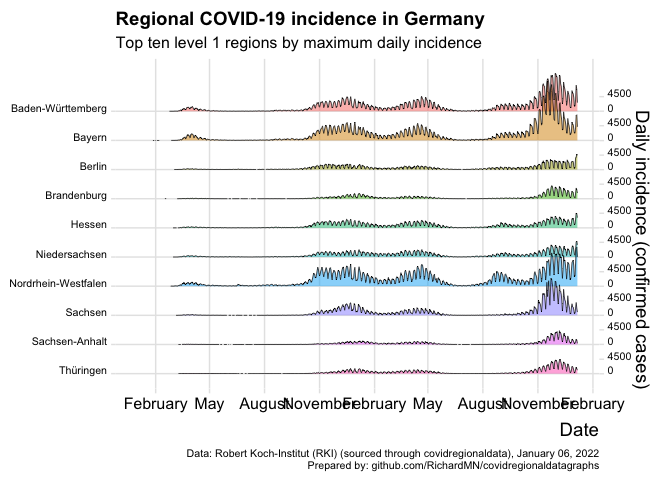 Regional COVID-19 incidence in Germany
Top ten level 1 regions by maximum daily incidence
Baden-Württemberg
Bayern
Berlin
Brandenburg
Hessen
Niedersachsen
Nordrhein-Westfalen
Sachsen
Sachsen-Anhalt
Thüringen
4500
0
4500
0
4500
0
4500
0
4500
0
4500
0
4500
0
4500
0
4500
0
4500
0
Daily incidence (confirmed cases)
February May August November February May August November February
Date
Data: Robert Koch-Institut (RKI) (sourced through covidregionaldata), January 06, 2022
Prepared by: github.com/RichardMN/covidregionaldatagraphs